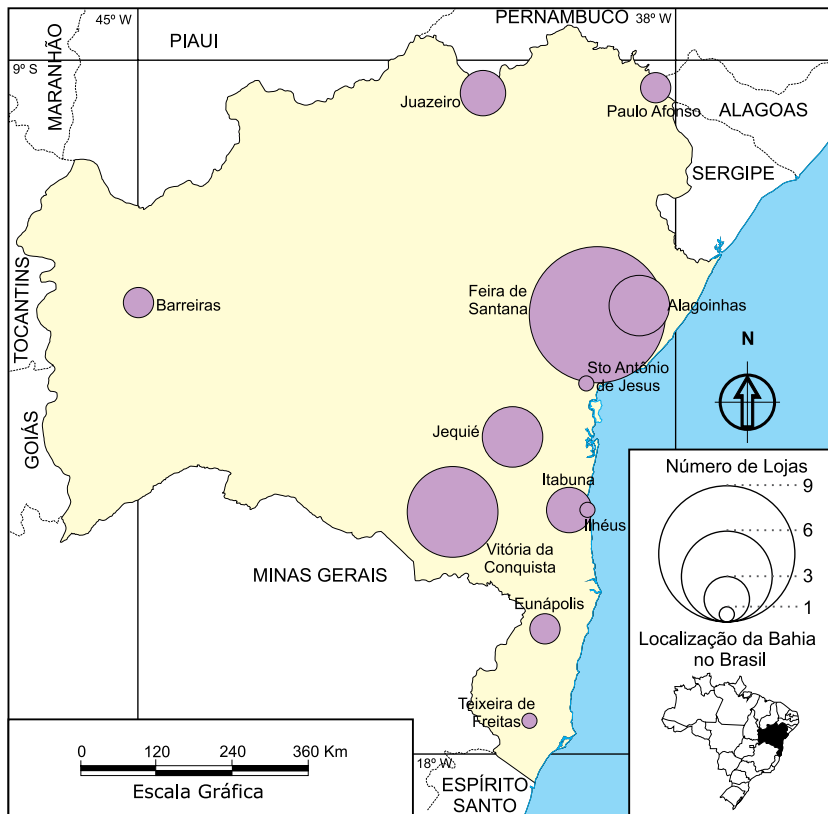 45º W
PERNAMBUCO
38º W
PIAUI
9º S
MARANHÃO
Juazeiro
Paulo Afonso
ALAGOAS
SERGIPE
TOCANTINS
Barreiras
Feira de
Santana
Alagoinhas
N
Sto Antônio
de Jesus
GOIÁS
Jequié
Itabuna
Ilhéus
Vitória da
Conquista
MINAS GERAIS
Eunápolis
Teixeira de
Freitas
18º W
ESPÍRITO
SANTO
0 120 240 360 Km
Escala Gráfica
Número de Lojas
9
6
3
1
Localização da Bahia
no Brasil